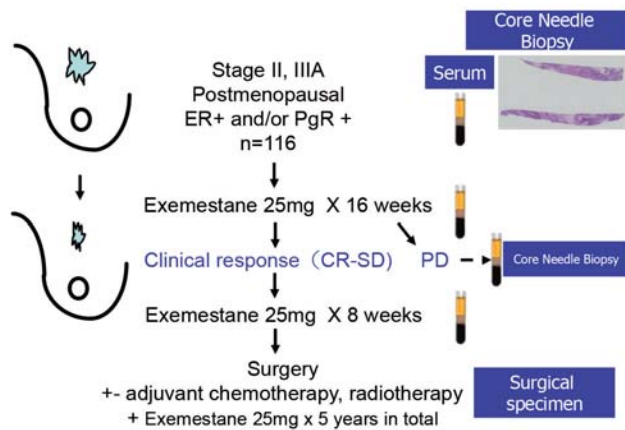 Core Needle
Biopsy
Serum
Stage II, IIIA
Postmenopausal
ER+ and/or PgR +
n=116
Exemestane 25mg X 16 weeks
Clinical response (CR-SD) PD
Core Needle Biopsy
Exemestane 25mg X 8 weeks
Surgery
+- adjuvant chemotherapy, radiotherapy
+ Exemestane 25mg x 5 years in total
Surgical
specimen